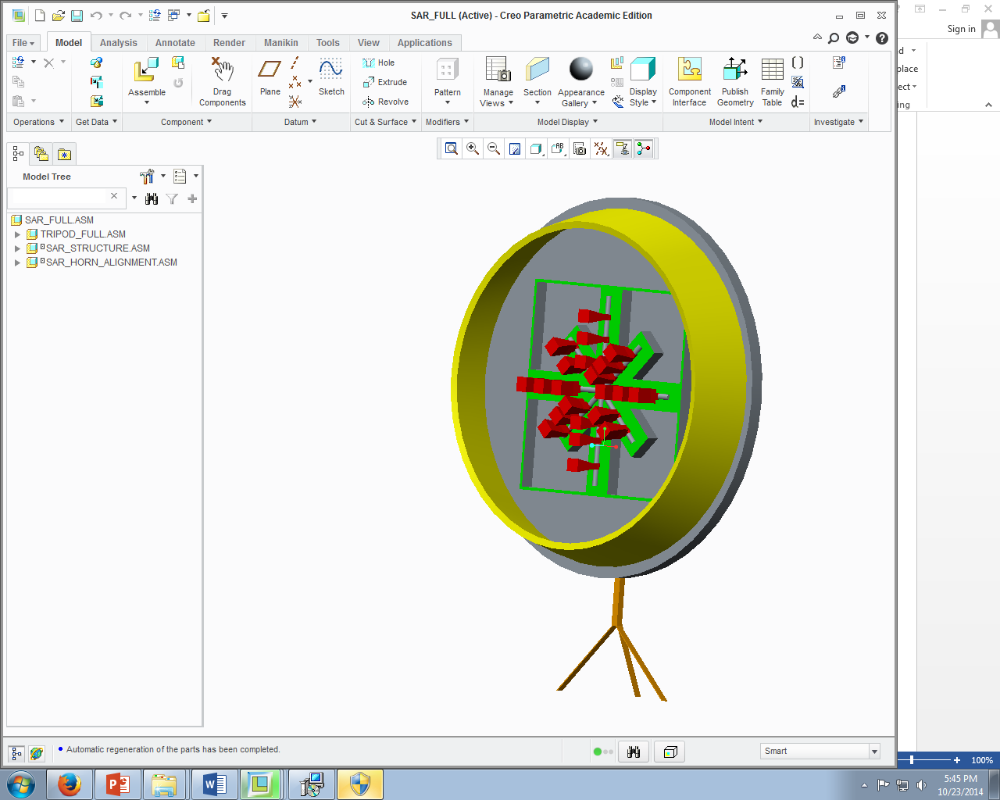 SAR_FULL (Active) - Creo Parametric Academic Edition
Sign in
File
Model
Analysis
Annotate
Render
Manikin
Tools
View
Applications
Operations
Get Data
Assemble
Drag
Components
Component
Plane
Sketch
Datum
Hole
Extrude
Revolve
Cut & Surface
Pattern
Modifiers
Manage
Views
Section
Appearance
Gallery
Display
Style
Model Display
Component
Interface
Publish
Geometry
Family
Table
d=
Model Intent
Investigate
d
place
ect
ing
Model Tree
SAR_FULL.ASM
TRIPOD_FULL.ASM
SAR_STRUCTURE.ASM
SAR_HORN_ALIGNMENT.ASM
Automatic regeneration of the parts has been completed.
Smart
100%
5:45 PM
10/23/2014